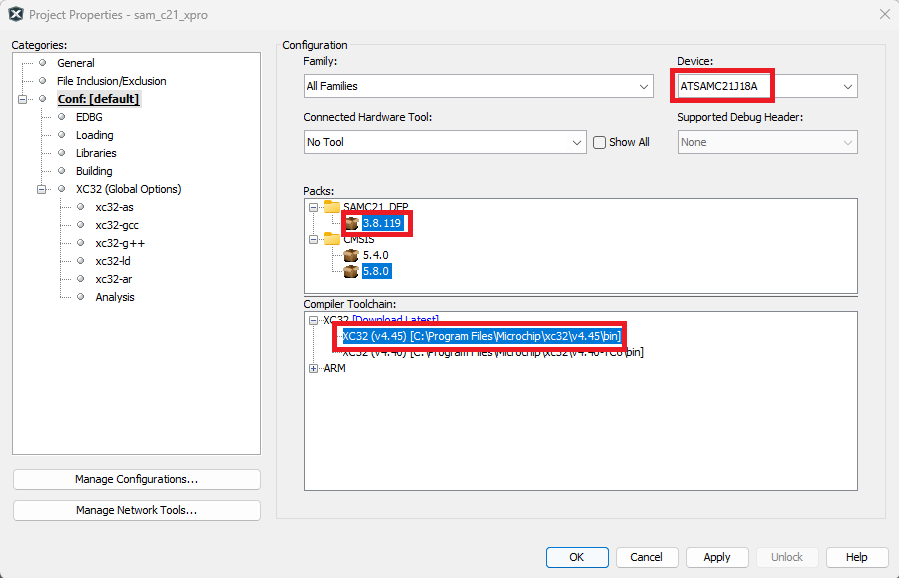 Project Properties - sam_c21_xpro
Categories:
General
File Inclusion/Exclusion
Conf: [default]
EDBG
Loading
Libraries
Building
XC32 (Global Options)
xc32-as
xc32-gcc
xc32-g++
xc32-ld
xc32-ar
Analysis
Manage Configurations...
Manage Network Tools...
Configuration
Family:
Device:
All Families
ATSAMC21J18A
Connected Hardware Tool:
Supported Debug Header:
No Tool
Show All
None
Packs:
SAMC21_DFP
3.8.119
CMSIS
5.4.0
5.8.0
Compiler Toolchain:
XC32 [Download Latest]
XC32 (v4.45) [C:\Program Files\Microchip\xc32\v4.45\bin]
XC32 (v4.40) [C:\Program Files\Microchip\xc32\v4.40-rc6\bin]
ARM
OK
Cancel
Apply
Unlock
Help